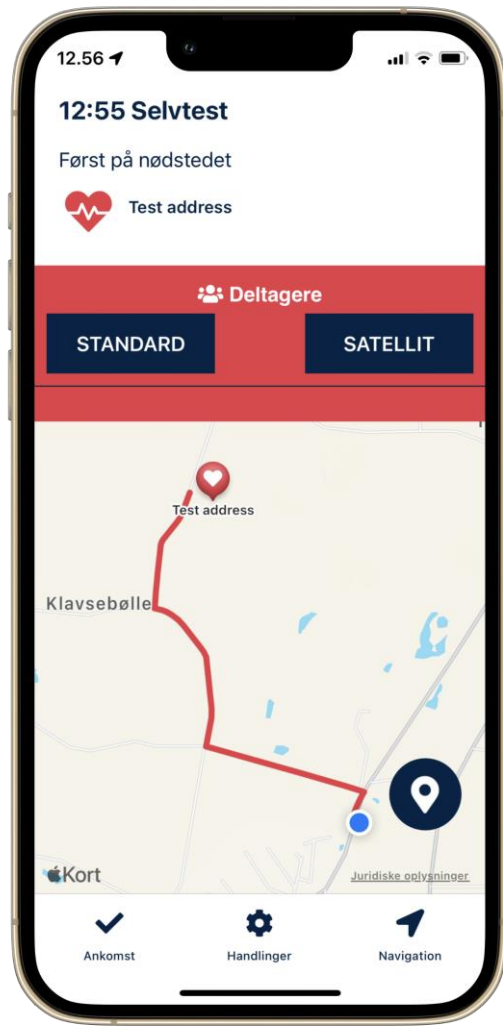 12.56
12:55 Selvtest
Først på nødstedet
Test address
Deltagere
STANDARD
SATELLIT
Test address
Klavsebølle
Kort
Juridiske oplysninger
Ankomst
Handlinger
Navigation